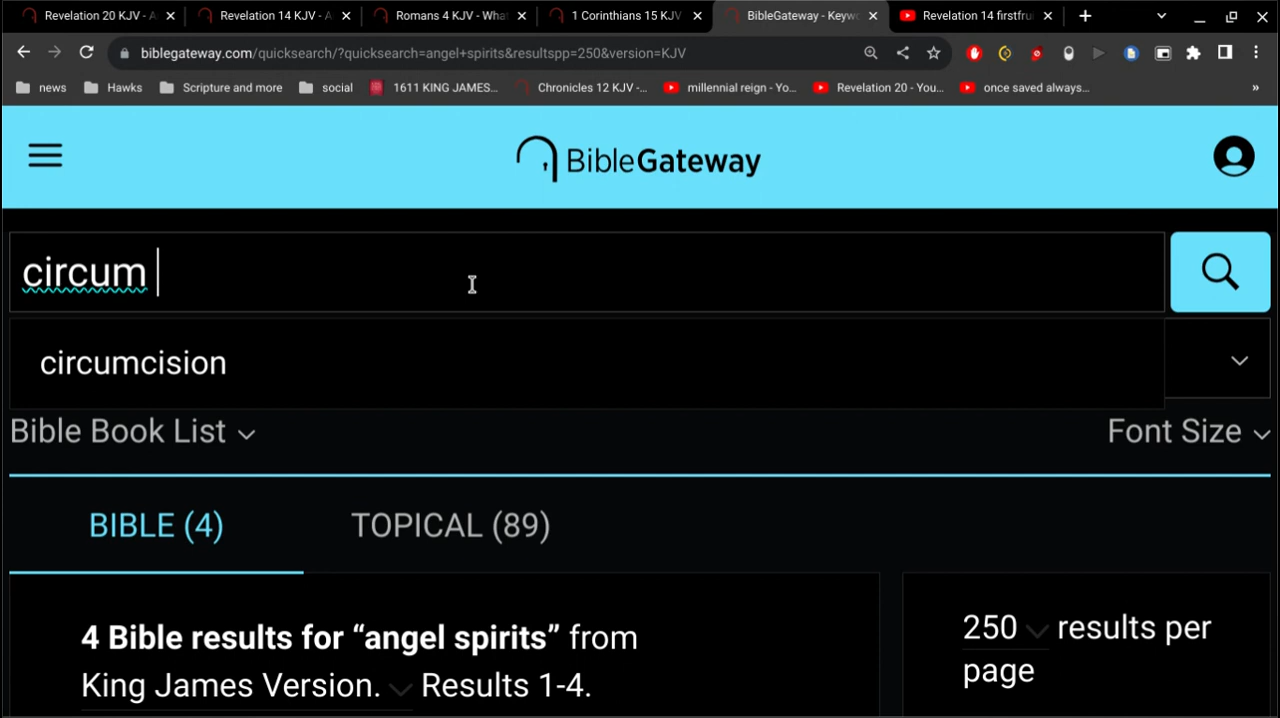 Revelation 20 KJV - A
Revelation 14 KJV - A
Romans 4 KJV - What
1 Corinthians 15 KJV
BibleGateway - Keywo
Revelation 14 firstfru
biblegateway.com/quicksearch/?quicksearch=angel+spirits&resultspp=250&version=KJV
news
Hawks
Scripture and more
social
1611 KING JAMES...
Chronicles 12 KJV -...
millennial reign - Yo...
Revelation 20 - You...
once saved always...
»
BibleGateway
circum
circumcision
Bible Book List
Font Size
BIBLE (4)
TOPICAL (89)
4 Bible results for “angel spirits” from
King James Version. Results 1-4.
250 results per
page